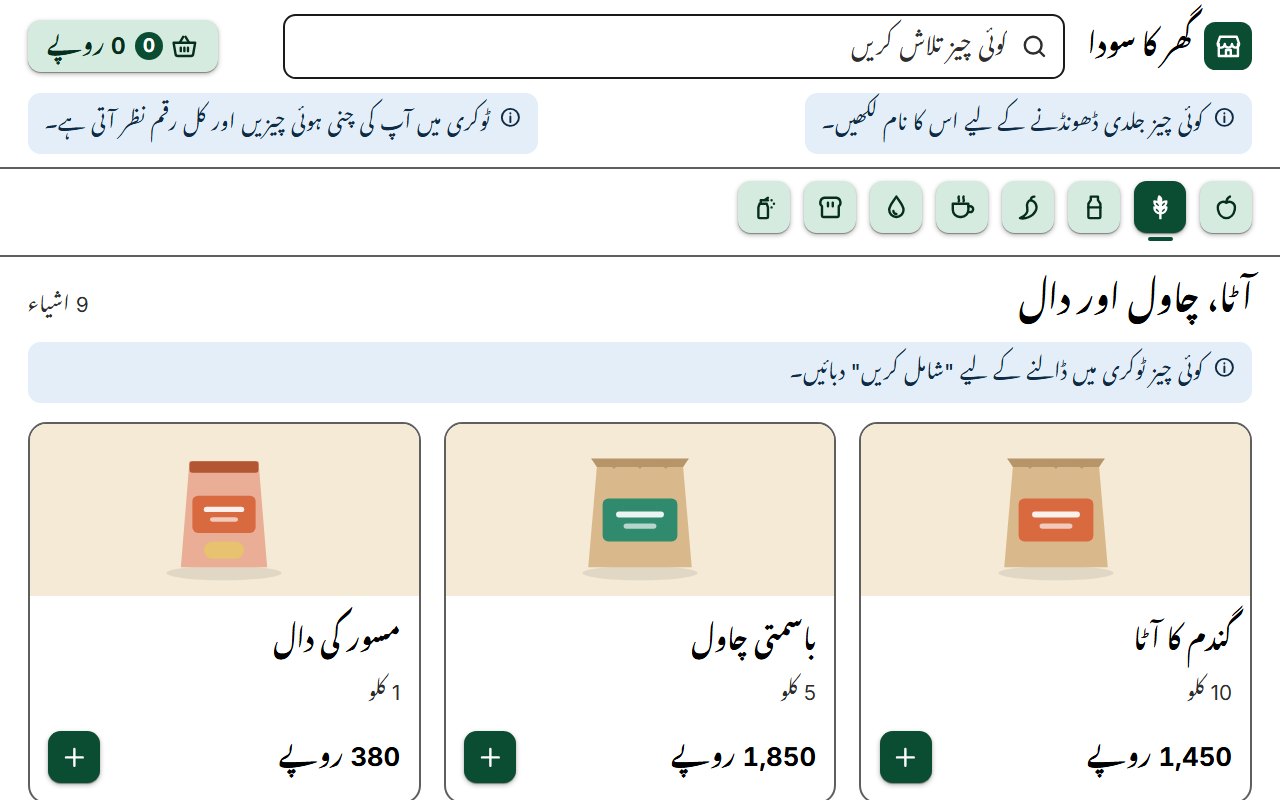 گھر کا سودا
کوئی چیز تلاش کریں
0 0 روپے
کوئی چیز جلدی ڈھونڈنے کے لیے اس کا نام لکھیں۔
ٹوکری میں آپ کی چنی ہوئی چیزیں اور کل رقم نظر آتی ہے۔
آٹا، چاول اور دال
9 اشیاء
کوئی چیز ٹوکری میں ڈالنے کے لیے "شامل کریں" دبائیں۔
گندم کا آٹا
10 کلو
1,450 روپے
باسمتی چاول
5 کلو
1,850 روپے
مسور کی دال
1 کلو
380 روپے